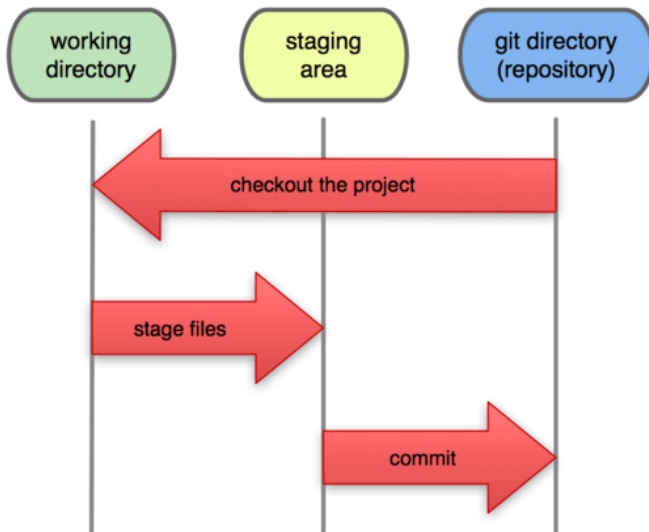 working
directory
staging
area
git directory
(repository)
checkout the project
stage files
commit